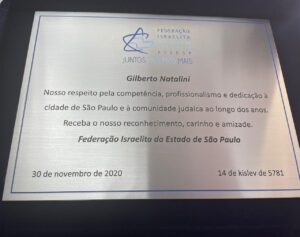 FEDERAÇÃO
ISRAELITA
JUNTOS MAIS
Gilberto Natalini
Nosso respeito pela competência, profissionalismo e dedicação à
cidade de São Paulo e à comunidade judaica ao longo dos anos.
Receba o nosso reconhecimento, carinho e amizade.
Federação Israelita do Estado de São Paulo
30 de novembro de 2020 14 de kislev de 5781